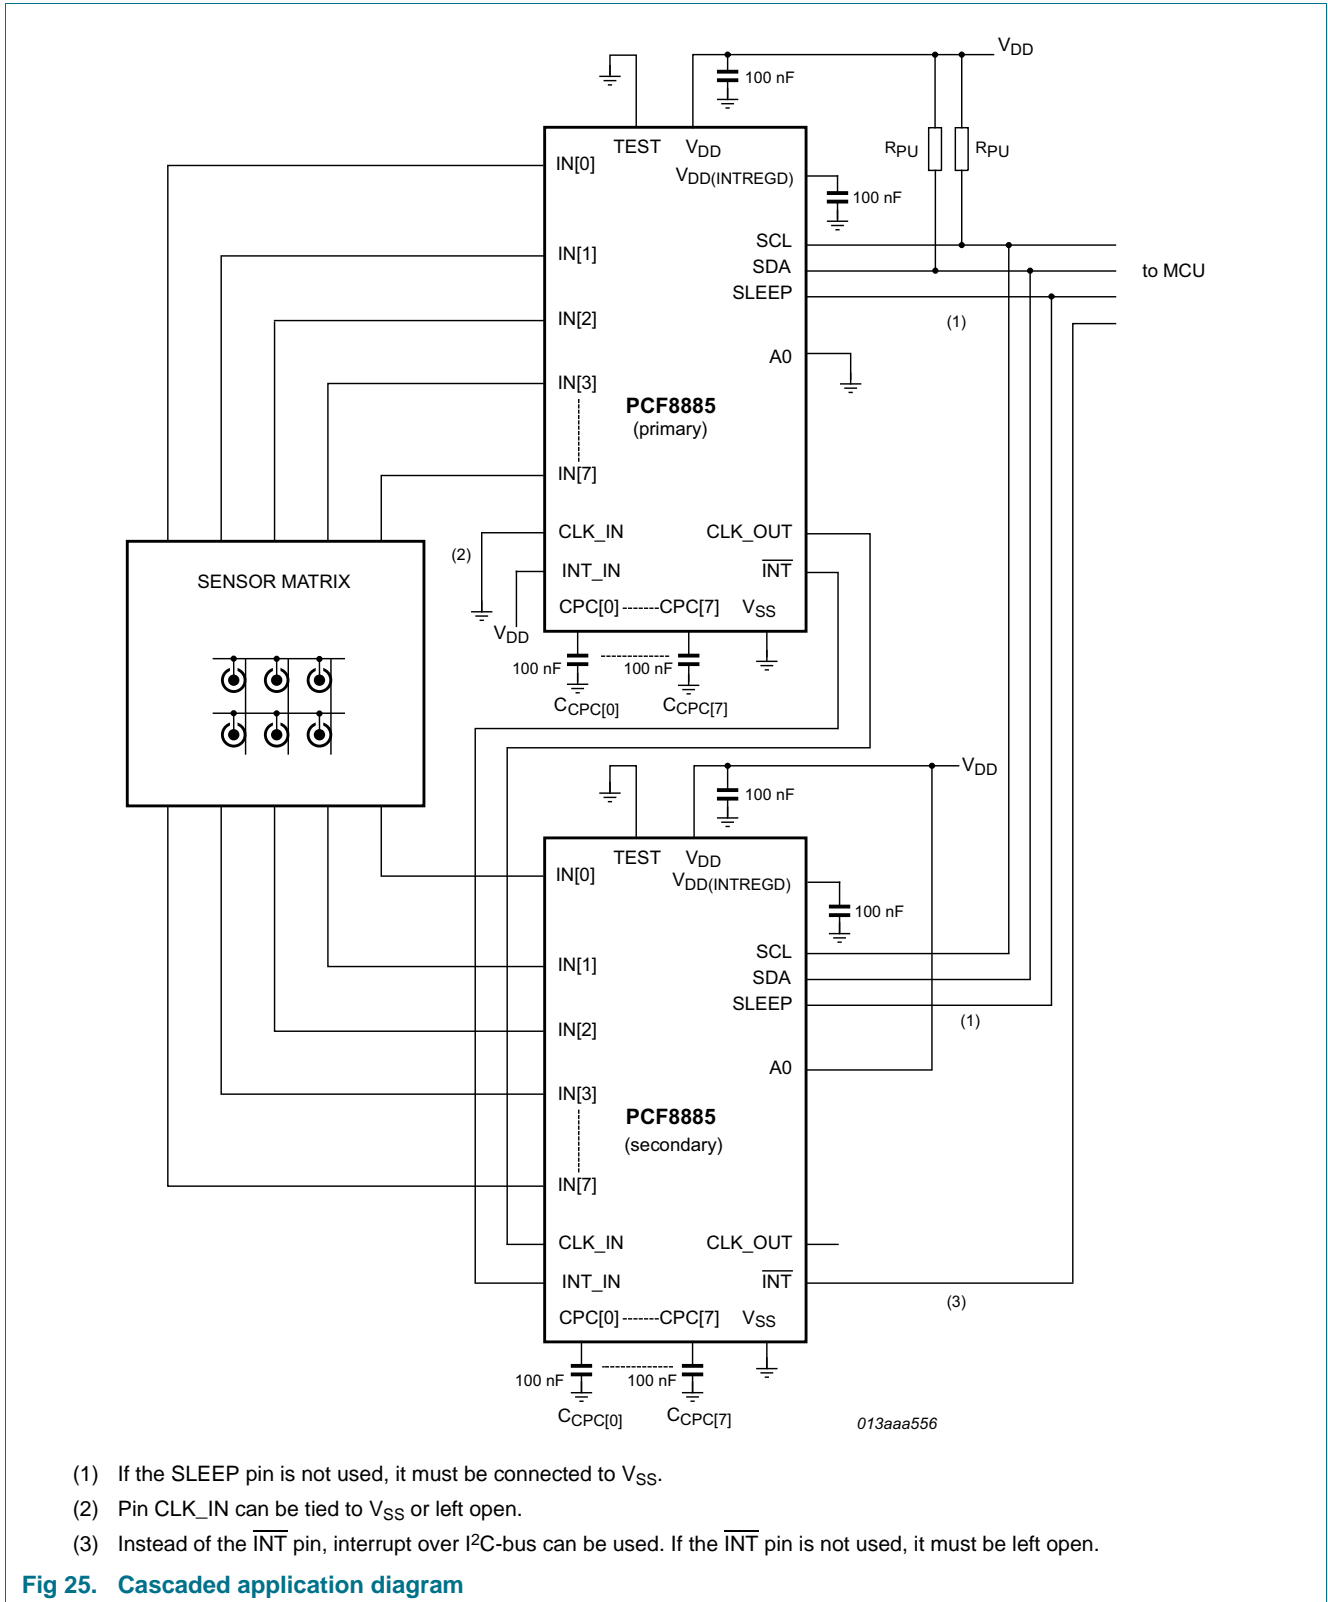 VDD
100 nF
TEST VDD
RPU RPU
IN[0]
VDD(INTREGD)
100 nF
SCL
IN[1]
SDA
to MCU
SLEEP
IN[2]
(1)
A0
IN[3]
PCF8885
(primary)
IN[7]
CLK_IN CLK_OUT
(2)
INT_IN INT
SENSOR MATRIX
CPC[0] -------CPC[7] VSS
VDD
100 nF 100 nF
CCPC[0] CCPC[7]
VDD
100 nF
TEST VDD
IN[0]
VDD(INTREGD)
100 nF
SCL
IN[1]
SDA
SLEEP
(1)
IN[2]
A0
IN[3]
PCF8885
(secondary)
IN[7]
CLK_IN CLK_OUT
INT_IN INT
(3)
CPC[0] -------CPC[7] VSS
100 nF 100 nF
CCPC[0] CCPC[7]
013aaa556
(1) If the SLEEP pin is not used, it must be connected to VSS.
(2) Pin CLK_IN can be tied to VSS or left open.
(3) Instead of the INT pin, interrupt over I2C-bus can be used. If the INT pin is not used, it must be left open.
Fig 25. Cascaded application diagram